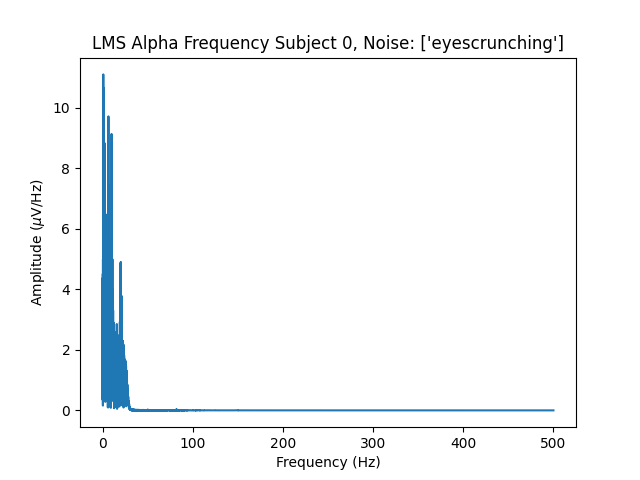 LMS Alpha Frequency Subject 0, Noise: ['eyescrunching']
Amplitude (μV/Hz)
10
8
6
4
2
0
0 100 200 300 400 500
Frequency (Hz)